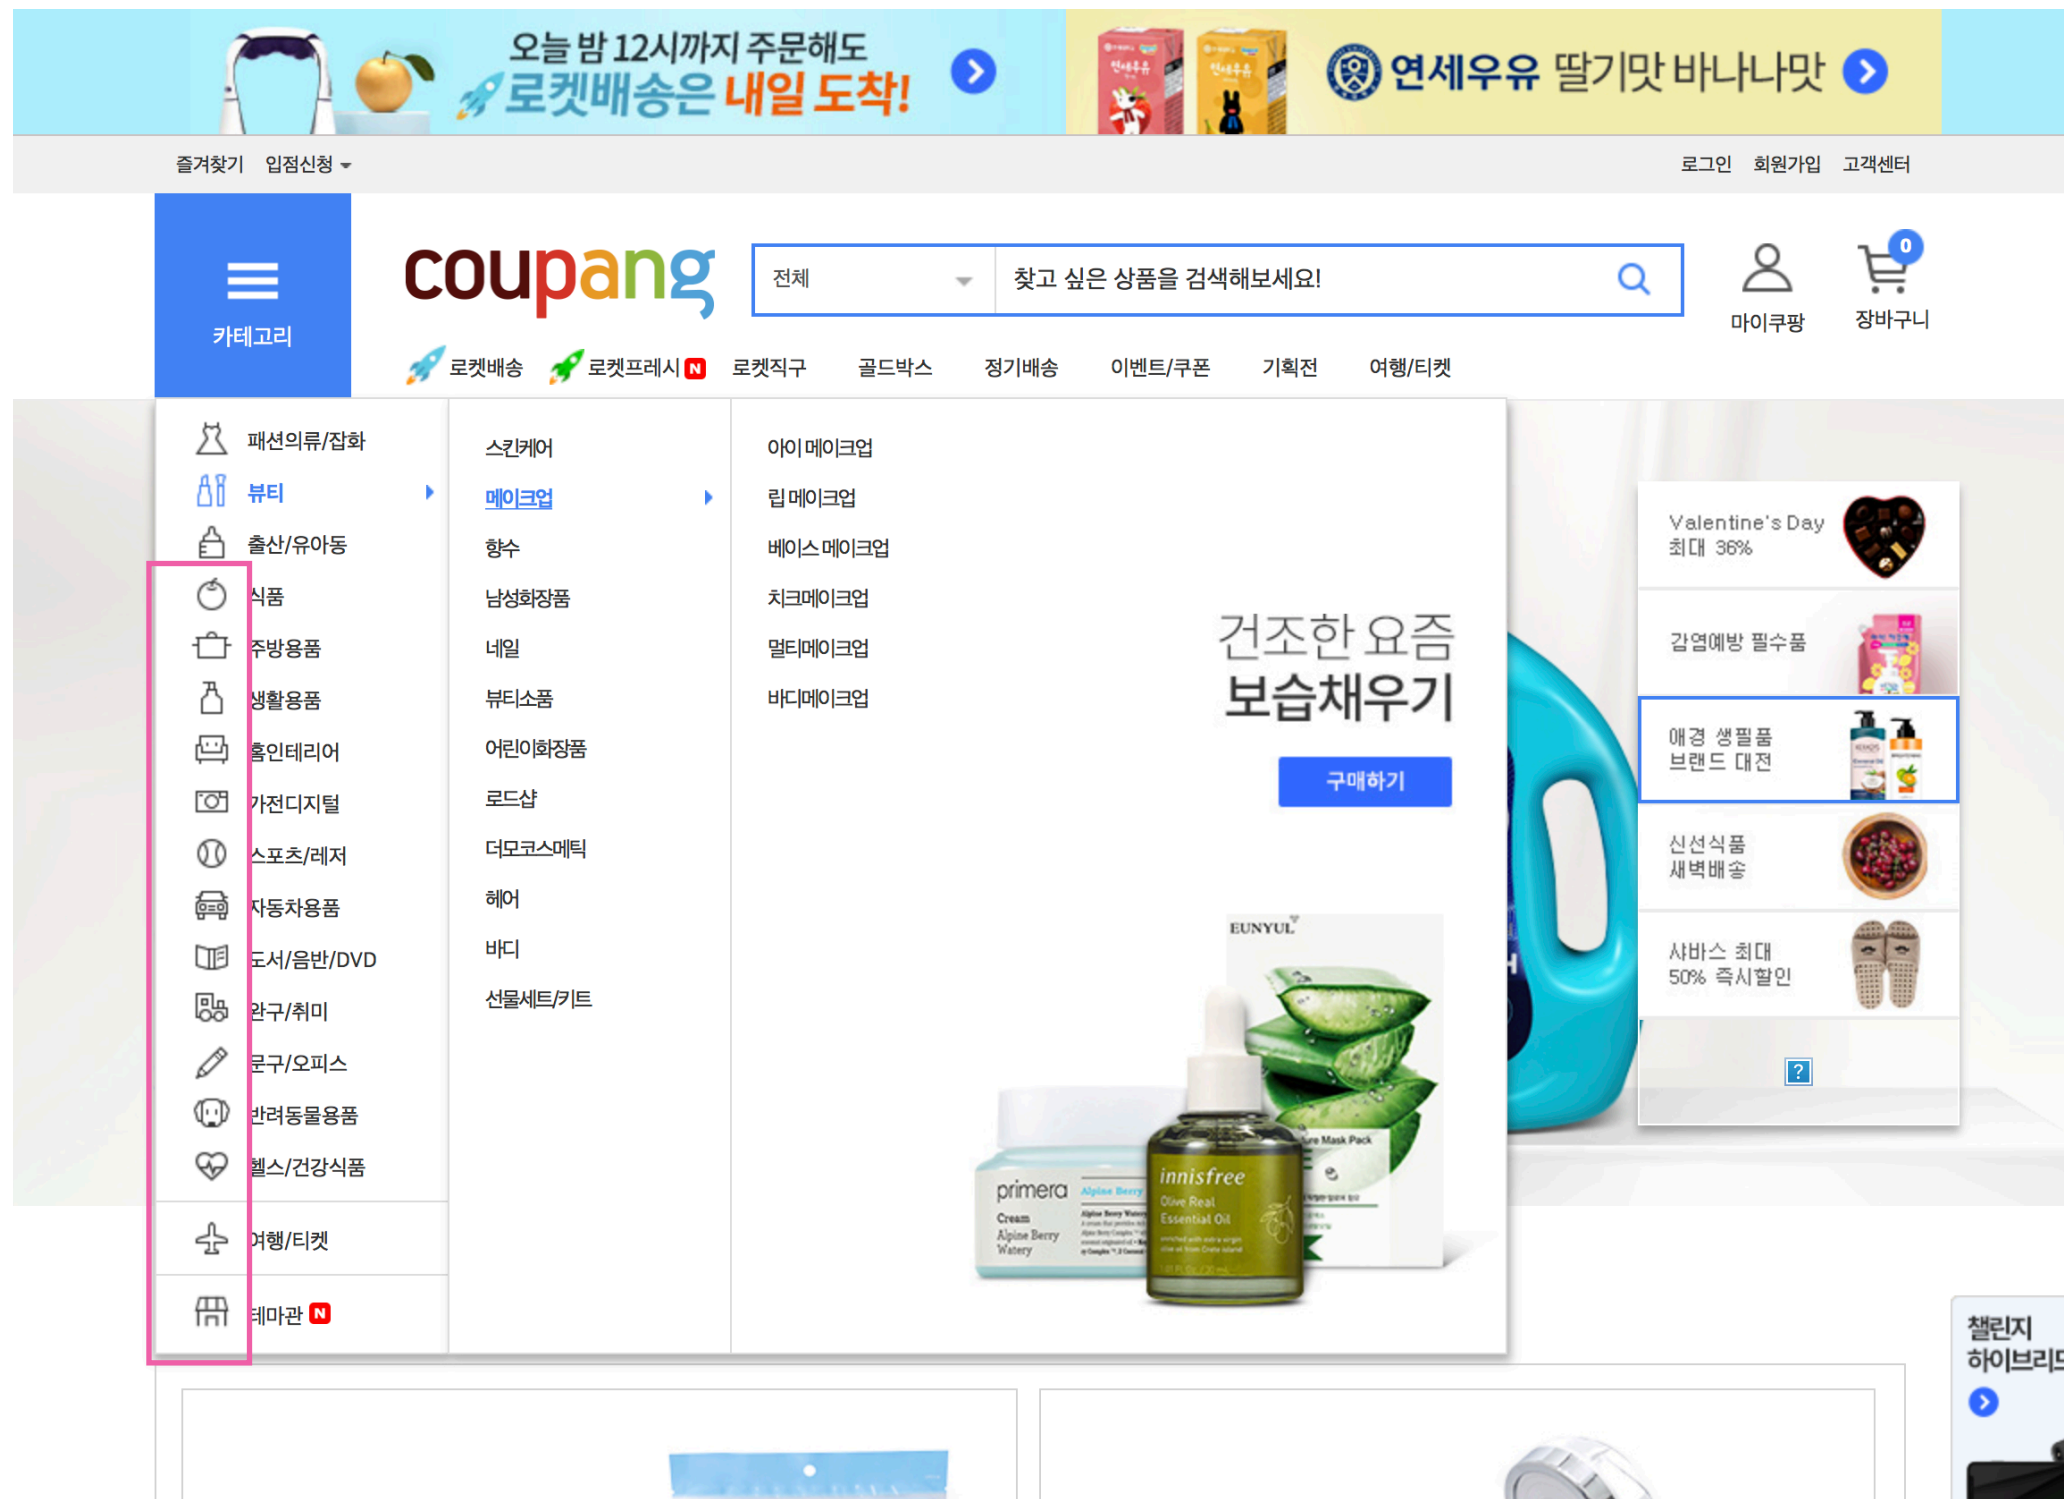 오늘 밤 12시까지 주문해도
로켓배송은 내일 도착!
연세우유 딸기맛 바나나맛
즐겨찾기 입점신청
로그인 회원가입 고객센터
카테고리
coupang
전체
찾고 싶은 상품을 검색해보세요!
마이쿠팡
0
장바구니
로켓배송 로켓프레시 N 로켓직구 골드박스 정기배송 이벤트/쿠폰 기획전 여행/티켓
패션의류/잡화
뷰티
출산/유아동
식품
주방용품
생활용품
홈인테리어
가전디지털
스포츠/레저
자동차용품
도서/음반/DVD
완구/취미
문구/오피스
반려동물용품
헬스/건강식품
여행/티켓
테마관 N
스킨케어
메이크업
향수
남성화장품
네일
뷰티소품
어린이화장품
로드샵
더모코스메틱
헤어
바디
선물세트/키트
아이 메이크업
립 메이크업
베이스 메이크업
치크메이크업
멀티메이크업
바디메이크업
건조한 요즘
보습채우기
구매하기
EUNYUL
Mask Pack
primera
Alpine Berry
Cream
Alpine Berry
Watery
innisfree
Olive Real
Essential Oil
Valentine's Day
최대 36%
감염예방 필수품
애경 생필품
브랜드 대전
신선식품
새벽배송
샤바스 최대
50% 즉시할인
?
챌린지
하이브리드